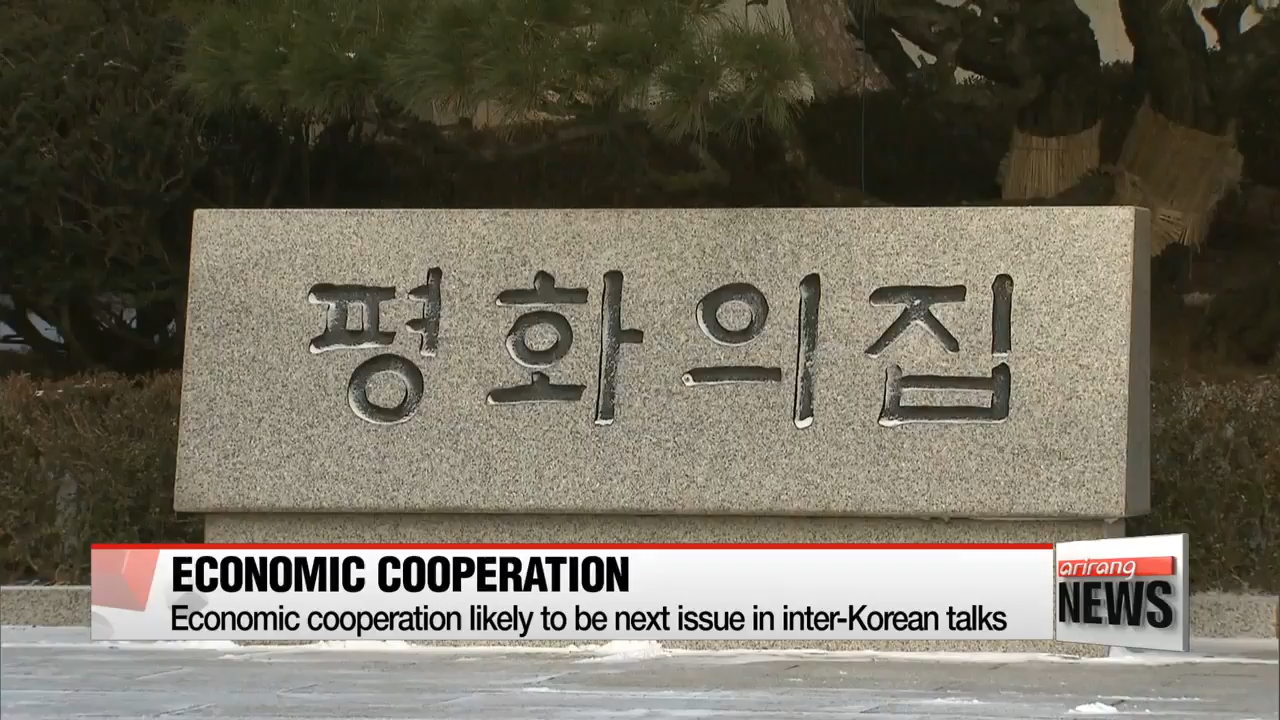 평화의집
ECONOMIC COOPERATION
Economic cooperation likely to be next issue in inter-Korean talks
arirang
NEWS